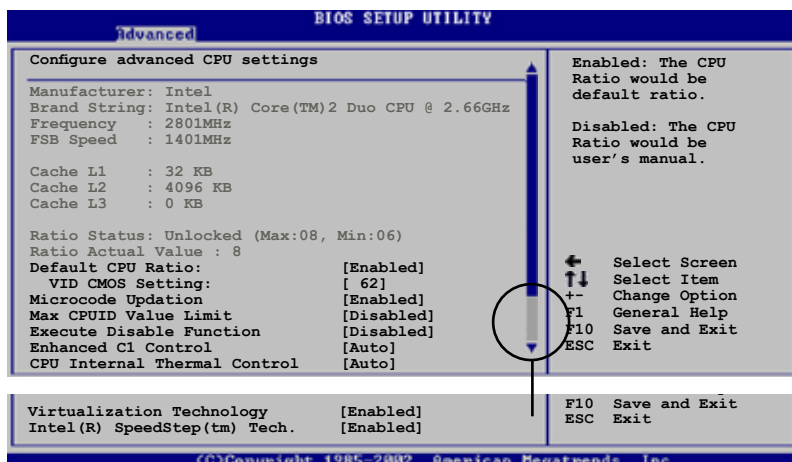 BIOS SETUP UTILITY
Advanced
Configure advanced CPU settings
Manufacturer: Intel
Brand String: Intel(R) Core(TM)2 Duo CPU @ 2.66GHz
Frequency : 2801MHz
FSB Speed : 1401MHz
Cache L1 : 32 KB
Cache L2 : 4096 KB
Cache L3 : 0 KB
Ratio Status: Unlocked (Max:08, Min:06)
Ratio Actual Value : 8
Default CPU Ratio: [Enabled]
VID CMOS Setting: [ 62]
Microcode Updation [Enabled]
Max CPUID Value Limit [Disabled]
Execute Disable Function [Disabled]
Enhanced C1 Control [Auto]
CPU Internal Thermal Control [Auto]
Enabled: The CPU
Ratio would be
default ratio.
Disabled: The CPU
Ratio would be
user's manual.
← Select Screen
↑↓ Select Item
+- Change Option
F1 General Help
F10 Save and Exit
ESC Exit
Virtualization Technology [Enabled]
Intel(R) SpeedStep(tm) Tech. [Enabled]
F10 Save and Exit
ESC Exit
(C)Copyright 1985-2002, American Megatrends, Inc